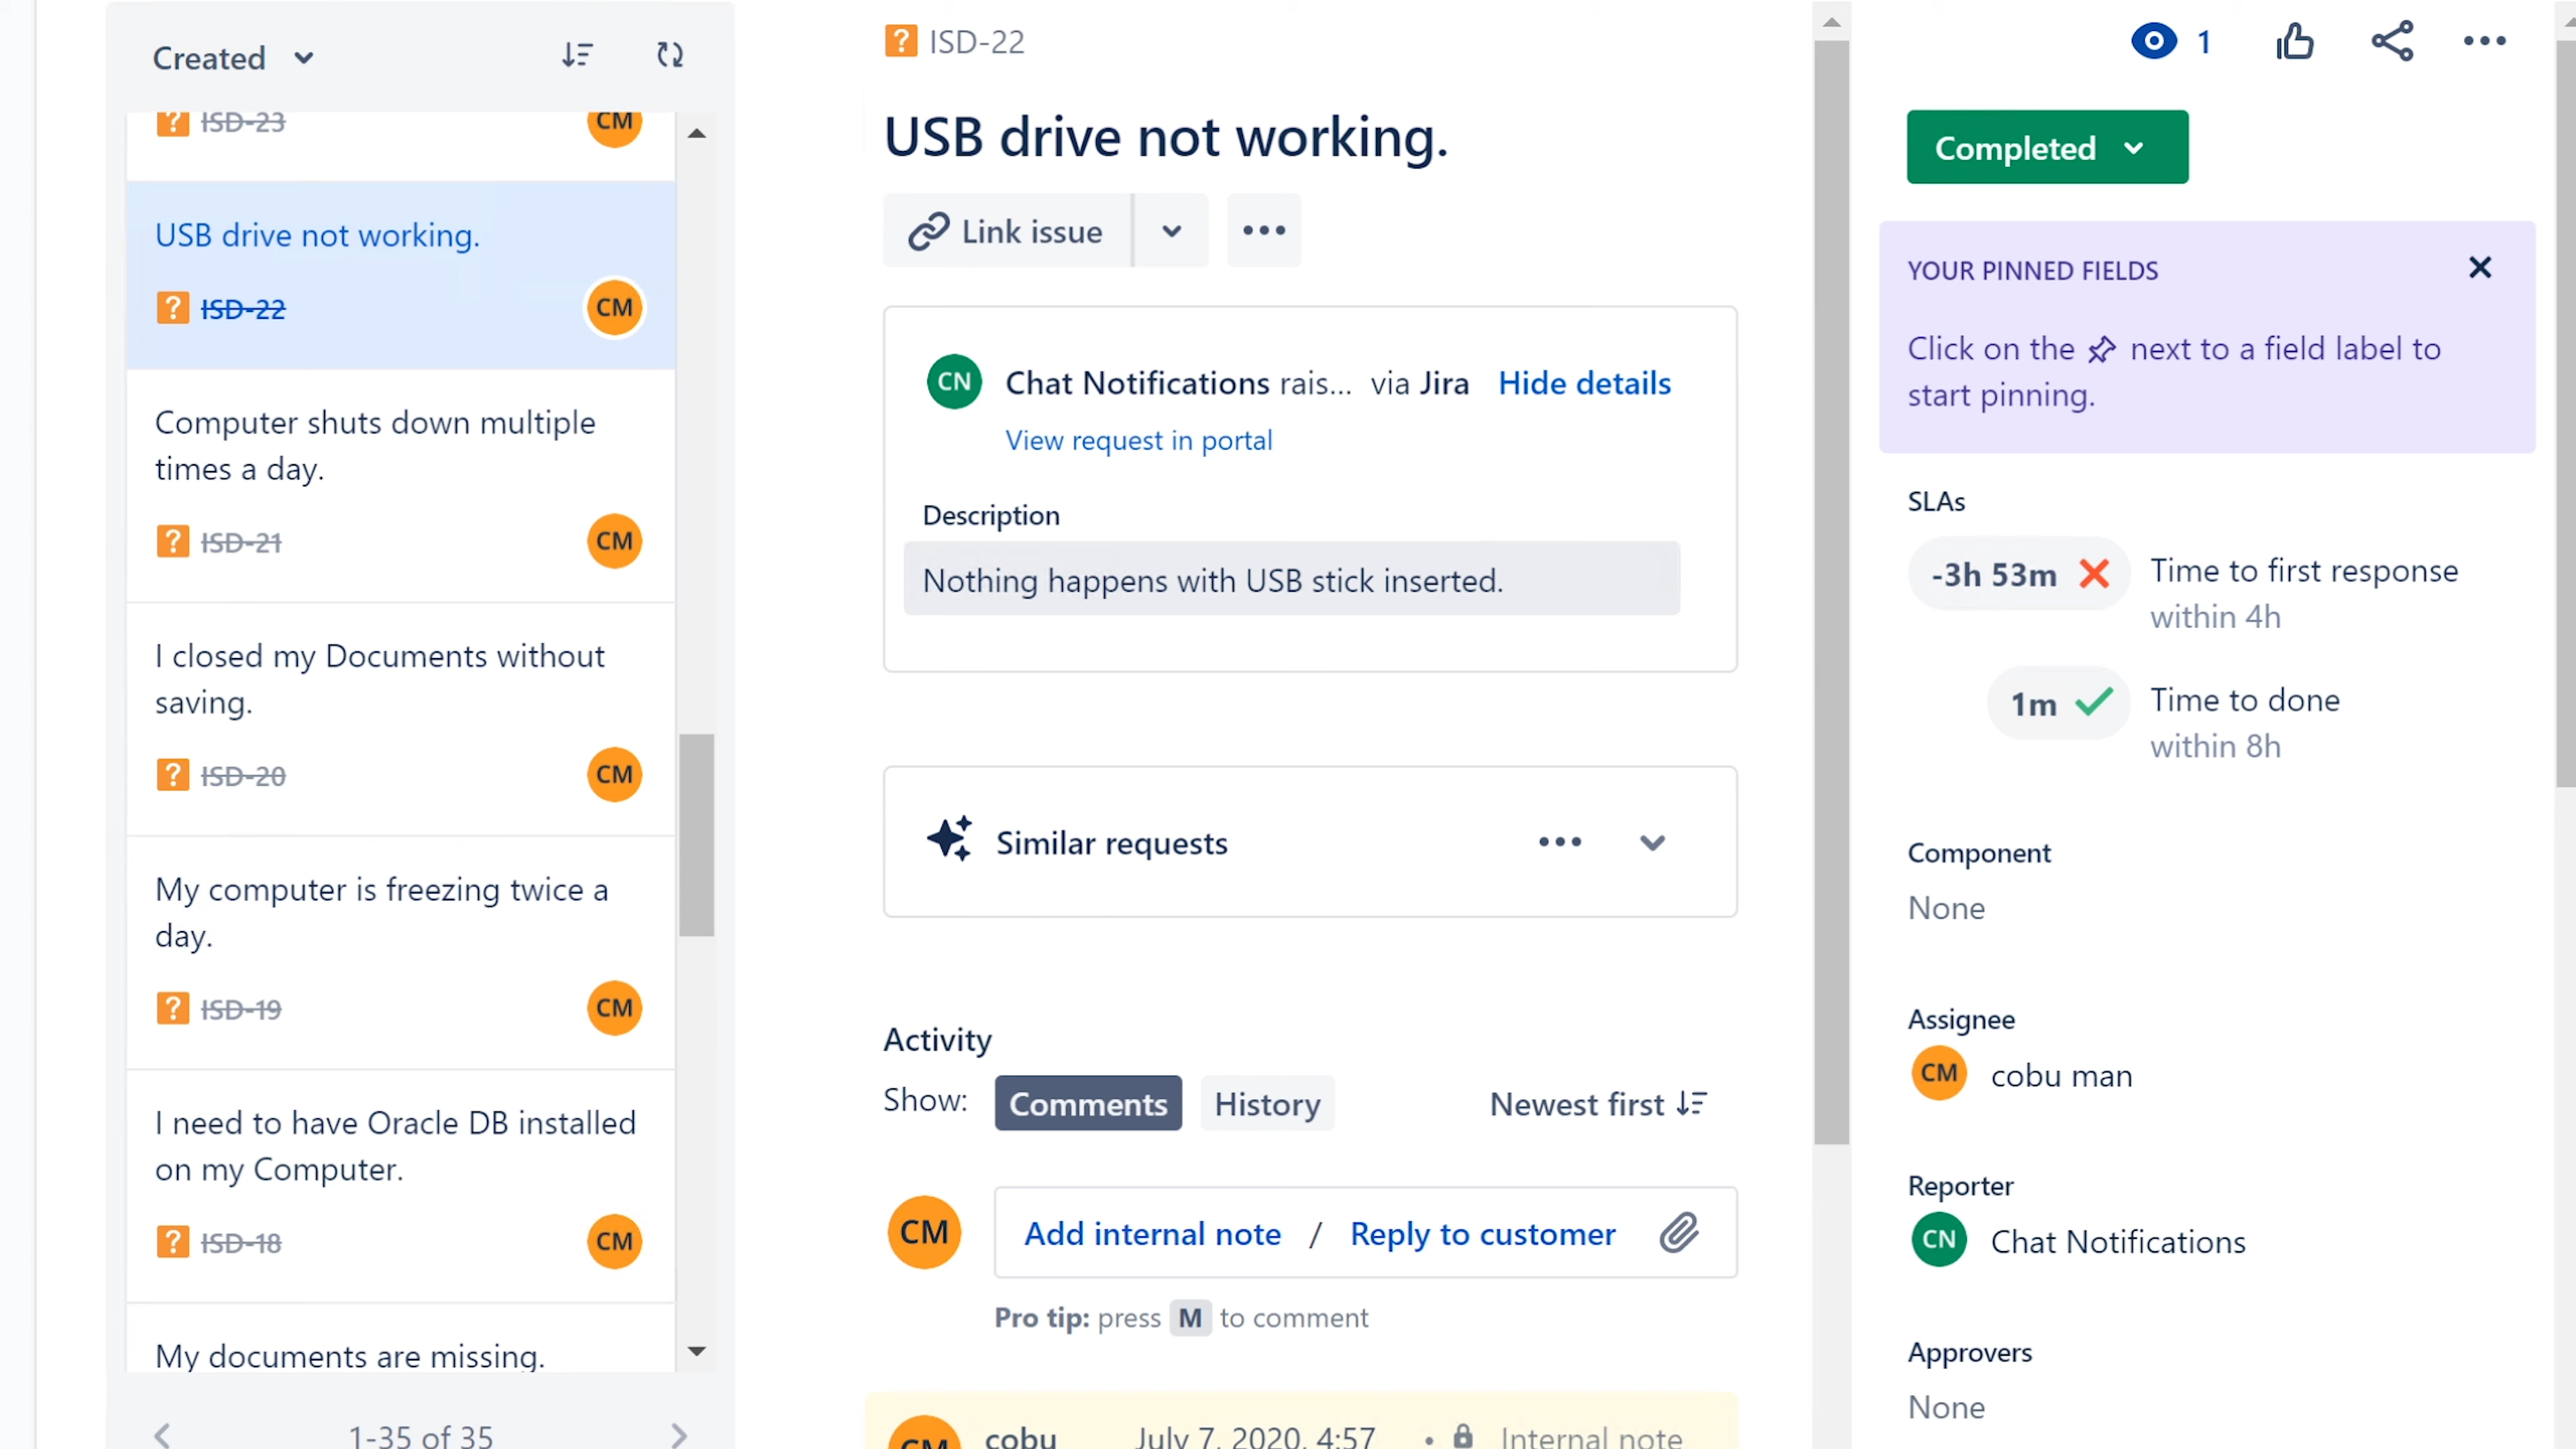 Created
ISD-23
CM
USB drive not working.
ISD-22
CM
Computer shuts down multiple
times a day.
ISD-21
CM
I closed my Documents without
saving.
ISD-20
CM
My computer is freezing twice a
day.
ISD-19
CM
I need to have Oracle DB installed
on my Computer.
ISD-18
CM
My documents are missing.
1-35 of 35
ISD-22
USB drive not working.
Link issue
CN
Chat Notifications rais... via Jira Hide details
View request in portal
Description
Nothing happens with USB stick inserted.
Similar requests
Activity
Show: Comments History Newest first
CM
Add internal note / Reply to customer
Pro tip: press M to comment
CM
cobu July 7, 2020, 4:57 • Internal note
1
Completed
YOUR PINNED FIELDS
Click on the next to a field label to
start pinning.
SLAs
-3h 53m Time to first response
within 4h
1m Time to done
within 8h
Component
None
Assignee
CM cobu man
Reporter
CN Chat Notifications
Approvers
None